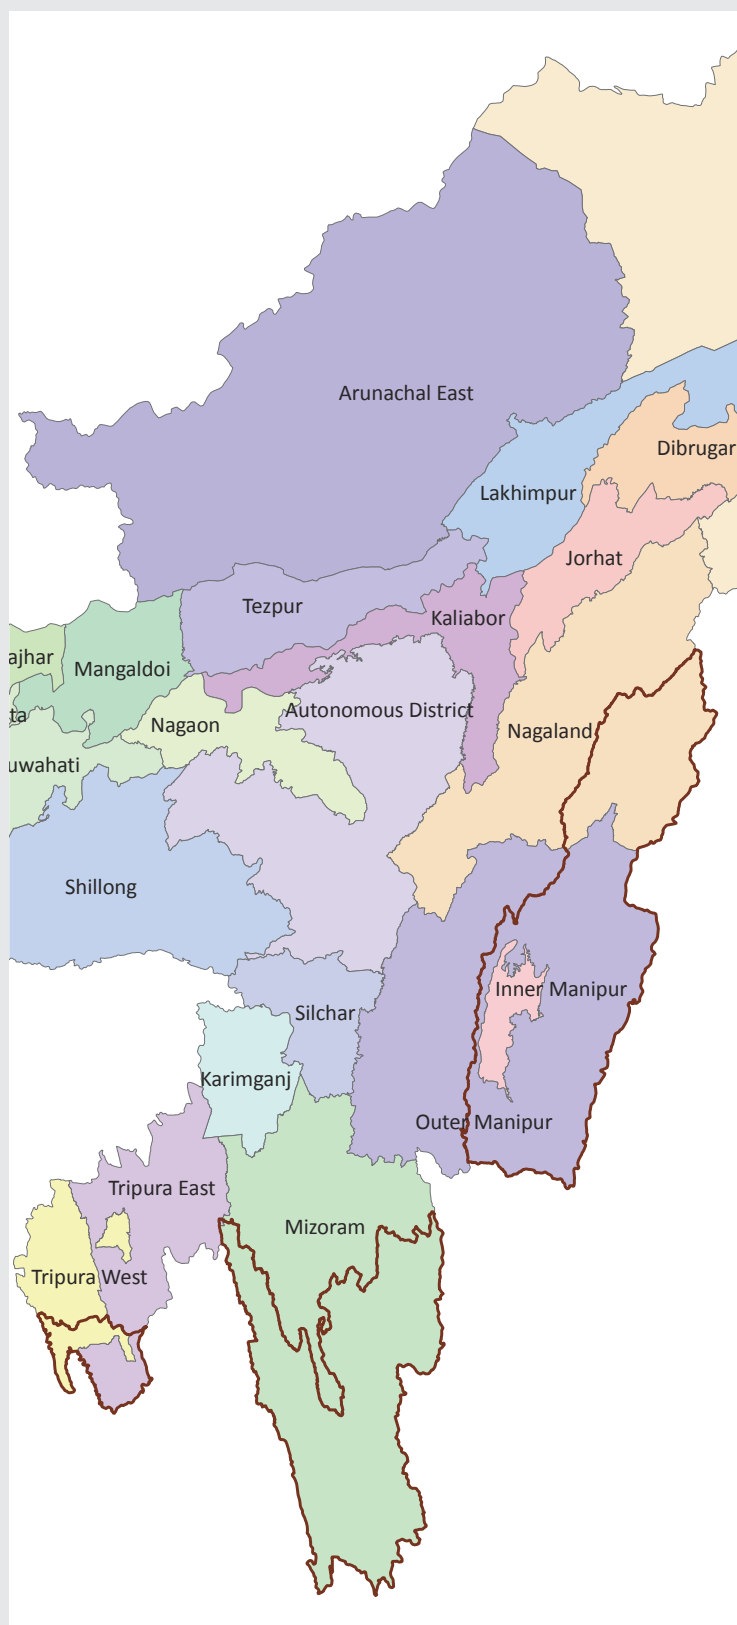 Arunachal East
Dibrugar
Lakhimpur
Jorhat
Tezpur
Kaliabor
ajhar
Mangaldoi
ta
Nagaon
Autonomous District
Nagaland
uwahati
Shillong
Inner Manipur
Silchar
Karimganj
Outer Manipur
Tripura East
Mizoram
Tripura West